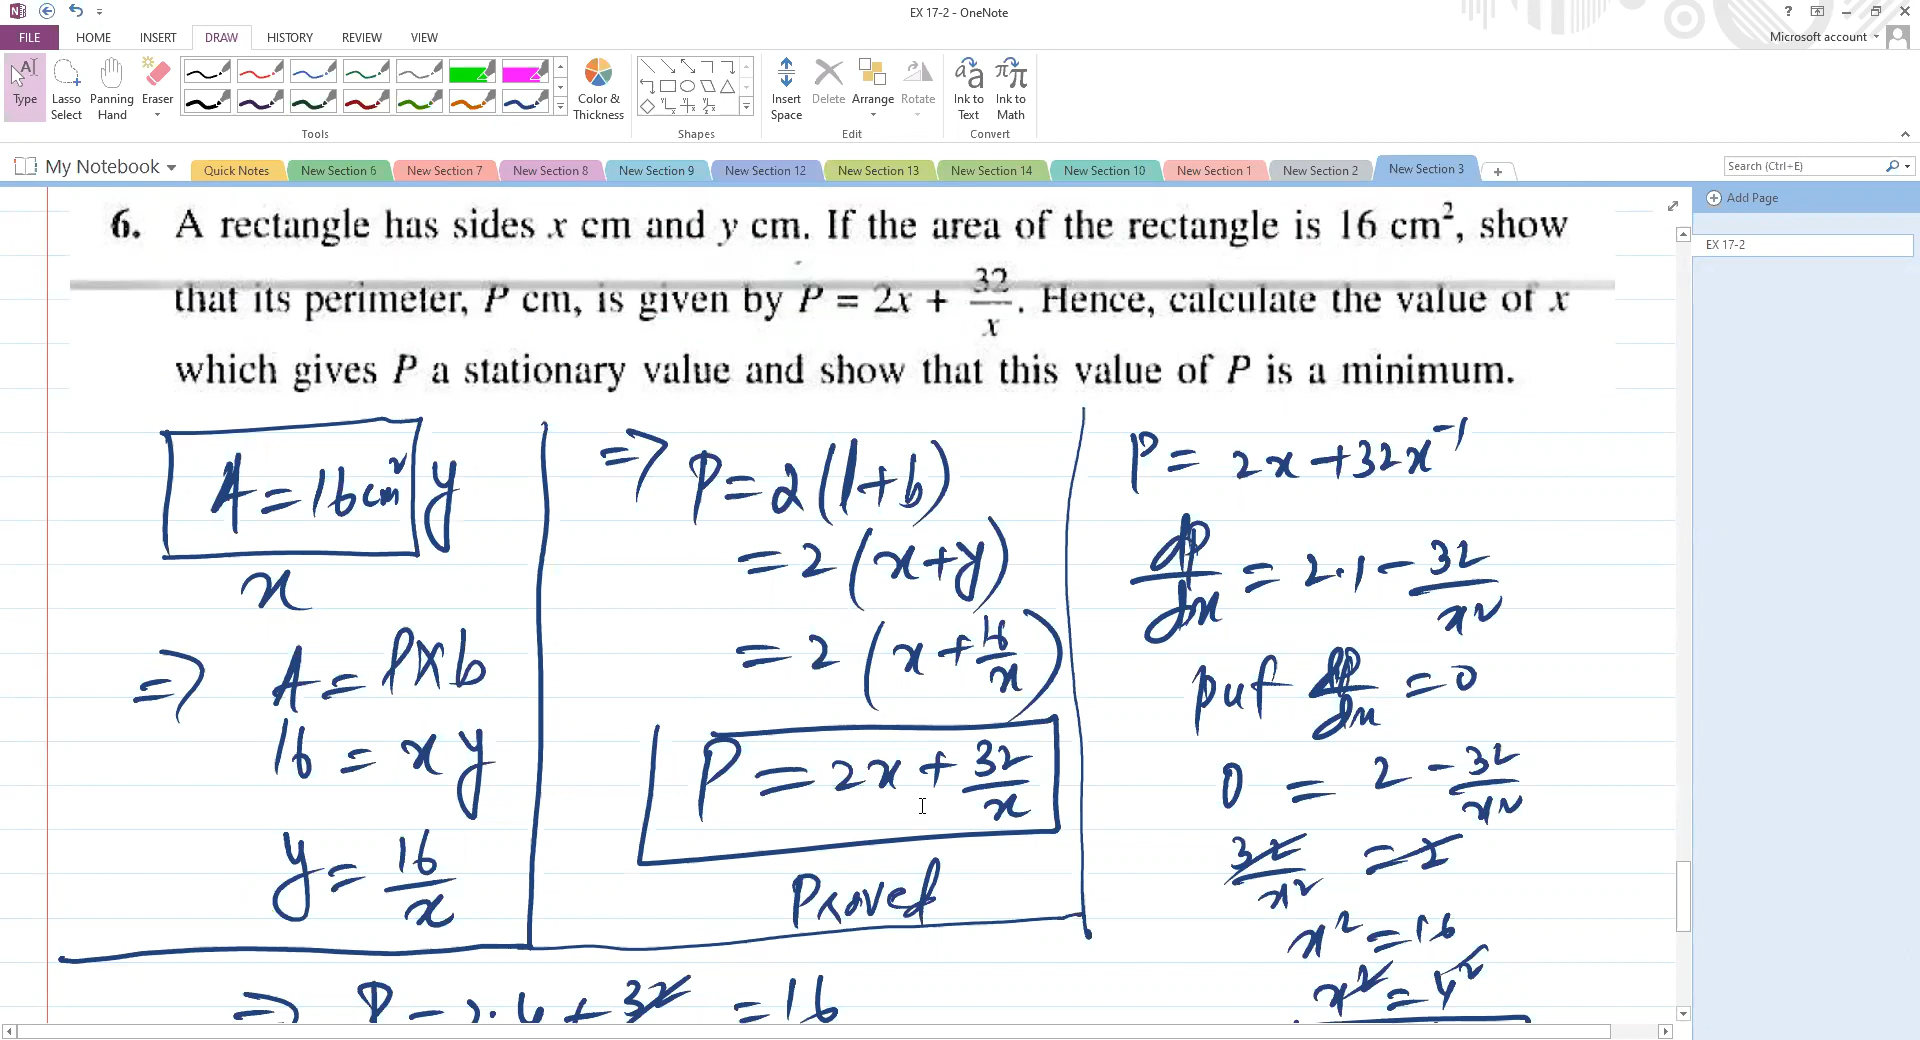 EX 17-2 - OneNote
FILE HOME INSERT DRAW HISTORY REVIEW VIEW
Microsoft account
Type
Lasso Select
Panning Hand
Eraser
Color & Thickness
Insert Space
Delete
Arrange
Rotate
Ink to Text
Ink to Math
Tools
Shapes
Edit
Convert
My Notebook
Quick Notes New Section 6 New Section 7 New Section 8 New Section 9 New Section 12 New Section 13 New Section 14 New Section 10 New Section 1 New Section 2 New Section 3
Search (Ctrl+E)
Add Page
EX 17-2
6. A rectangle has sides x cm and y cm. If the area of the rectangle is 16 cm², show
that its perimeter, P cm, is given by P = 2x + 32/x. Hence, calculate the value of x
which gives P a stationary value and show that this value of P is a minimum.
A = 16 cm² y
x
=> A = l × b
16 = x y
y = 16/x
=> P = 2(l+b)
= 2(x+y)
= 2(x + 16/x)
P = 2x + 32/x
Proved
P = 2x + 32x⁻¹
dP/dx = 2·1 - 32/x²
put dP/dx = 0
0 = 2 - 32/x²
32/x² = 2
x² = 16
x² = 4²
=> P = 2·4 + 32 = 16